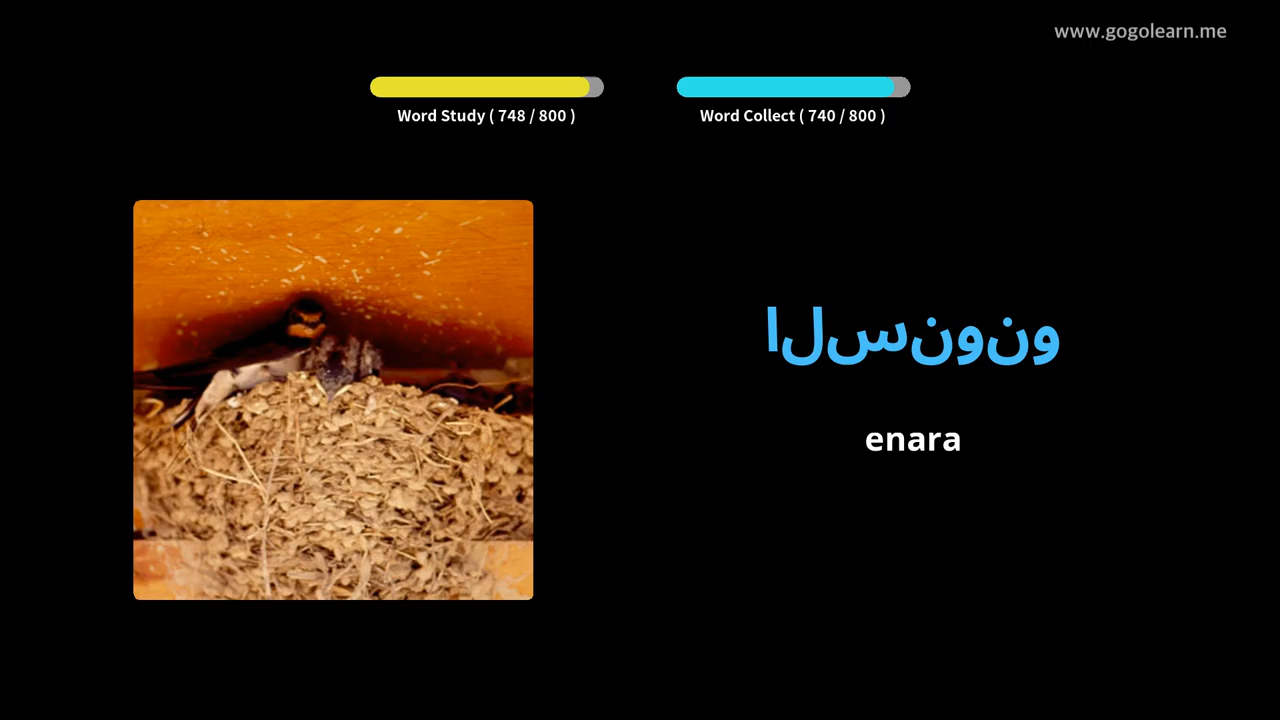 www.gogolearn.me
Word Study ( 748 / 800 )
Word Collect ( 740 / 800 )
السنونو
enara